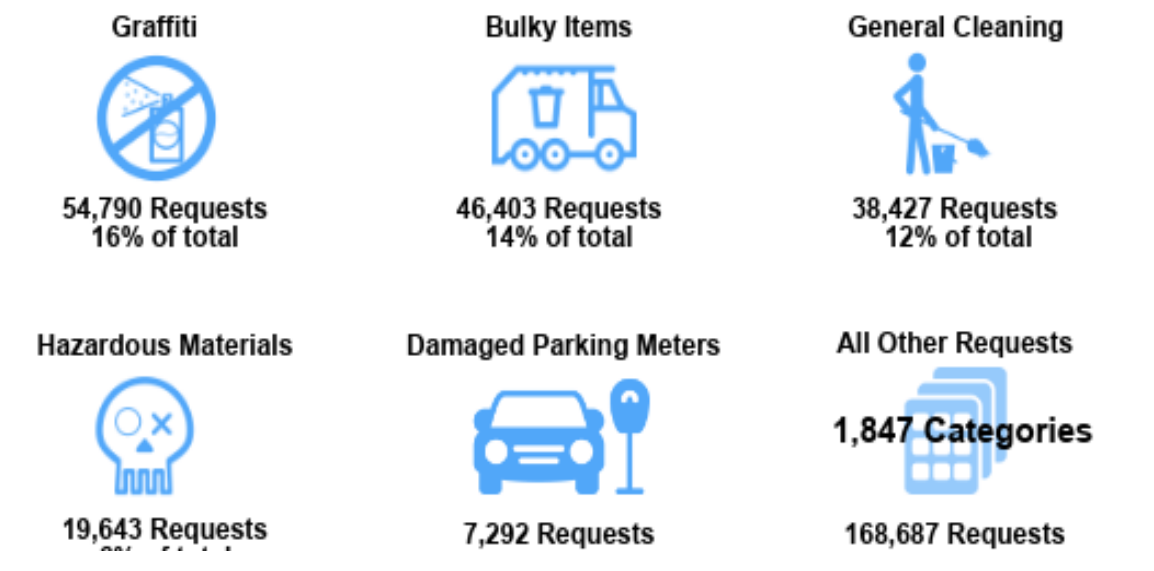 Graffiti
54,790 Requests
16% of total
Bulky Items
46,403 Requests
14% of total
General Cleaning
38,427 Requests
12% of total
Hazardous Materials
19,643 Requests
of total
Damaged Parking Meters
7,292 Requests
All Other Requests
1,847 Categories
168,687 Requests